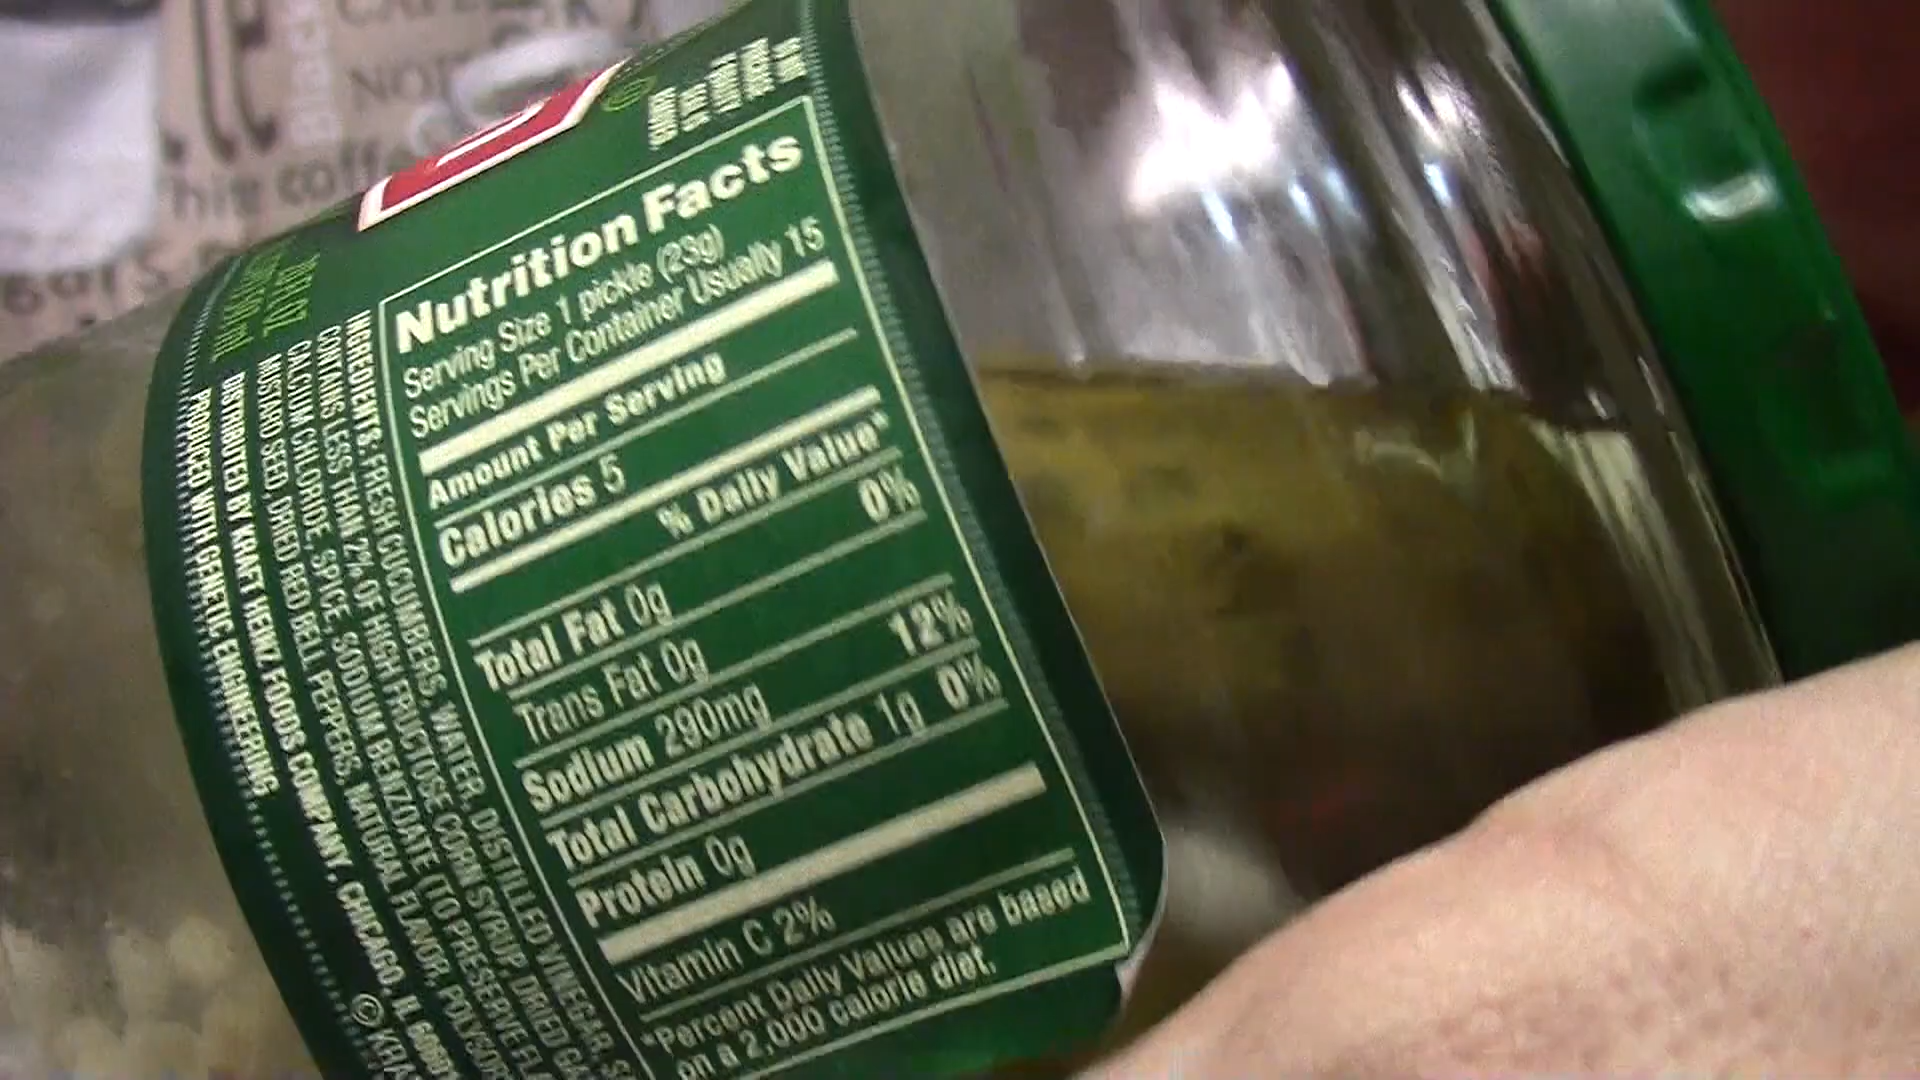 Nutrition Facts
Serving Size 1 pickle (23g)
Servings Per Container Usually 15
Amount Per Serving
Calories 5
% Daily Value*
Total Fat 0g 0%
Trans Fat 0g
Sodium 290mg 12%
Total Carbohydrate 1g 0%
Protein 0g
Vitamin C 2%
*Percent Daily Values are based
on a 2,000 calorie diet.
INGREDIENTS: FRESH CUCUMBERS, WATER, DISTILLED VINEGAR,
CONTAINS LESS THAN 2% OF HIGH FRUCTOSE CORN SYRUP, DRIED
CALCIUM CHLORIDE, SPICE, SODIUM BENZOATE (TO PRESERVE
MUSTARD SEED, DRIED RED BELL PEPPERS, NATURAL FLAVOR,
DISTRIBUTED BY KRAFT HEINZ FOODS COMPANY, CHICAGO, IL
PRODUCED WITH GENETIC ENGINEERING.